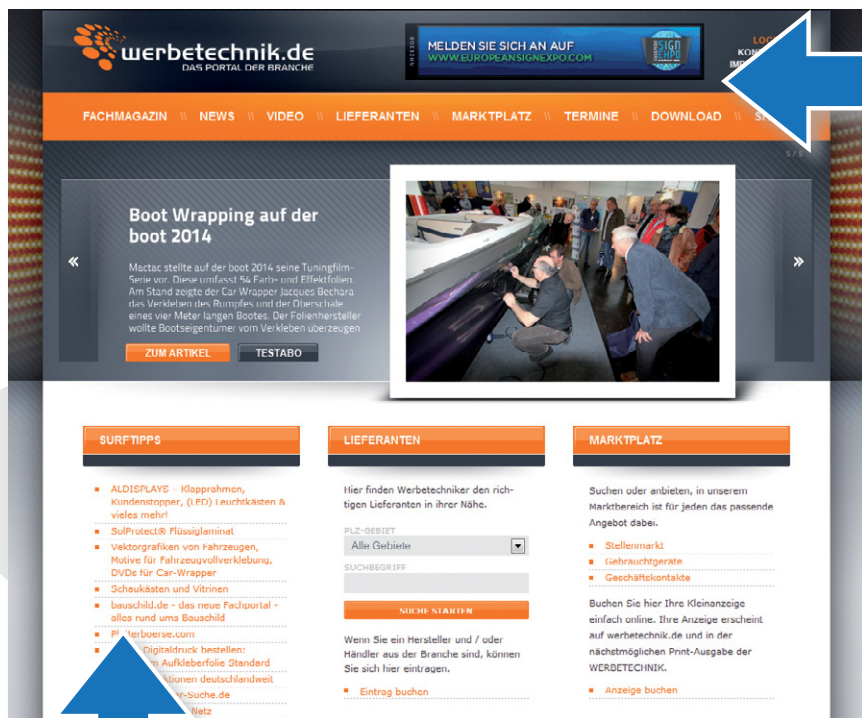 werbetechnik.de
DAS PORTAL DER BRANCHE
ANZEIGE
MELDEN SIE SICH AN AUF
WWW.EUROPEANSIGNEXPO.COM
EUROPEAN
SIGN
EXPO
FACHMAGAZIN \\ NEWS \\ VIDEO \\ LIEFERANTEN \\ MARKTPLATZ \\ TERMINE \\ DOWNLOAD \\
5 / 5
Boot Wrapping auf der
boot 2014
«
»
Mactac stellte auf der boot 2014 seine Tuningfilm-
Serie vor. Diese umfasst 54 Farb- und Effektfolien.
Am Stand zeigte der Car Wrapper Jacques Bechara
das Verkleben des Rumpfes und der Oberschale
eines vier Meter langen Bootes. Der Folienhersteller
wollte Bootseigentümer vom Verkleben überzeugen
ZUM ARTIKEL
TESTABO
SURFTIPPS
ALDISPLAYS – Klapprahmen,
Kundenstopper, (LED) Leuchtkästen &
vieles mehr!
SolProtect® Flüssiglaminat
Vektorgrafiken von Fahrzeugen,
Motive für Fahrzeugvollverklebung,
DVDs für Car-Wrapper
Schaukästen und Vitrinen
bauschild.de - das neue Fachportal -
alles rund ums Bauschild
Digitaldruck bestellen:
Aufkleberfolie Standard
deutschlandweit
-Suche.de
Netz
LIEFERANTEN
Hier finden Werbetechniker den rich-
tigen Lieferanten in ihrer Nähe.
PLZ-GEBIET
Alle Gebiete
SUCHBEGRIFF
SUCHE STARTEN
Wenn Sie ein Hersteller und / oder
Händler aus der Branche sind, können
Sie sich hier eintragen.
Eintrag buchen
MARKTPLATZ
Suchen oder anbieten, in unserem
Marktbereich ist für jeden das passende
Angebot dabei.
Stellenmarkt
Gebrauchtgeräte
Geschäftskontakte
Buchen Sie hier Ihre Kleinanzeige
einfach online. Ihre Anzeige erscheint
auf werbetechnik.de und in der
nächstmöglichen Print-Ausgabe der
WERBETECHNIK.
Anzeige buchen